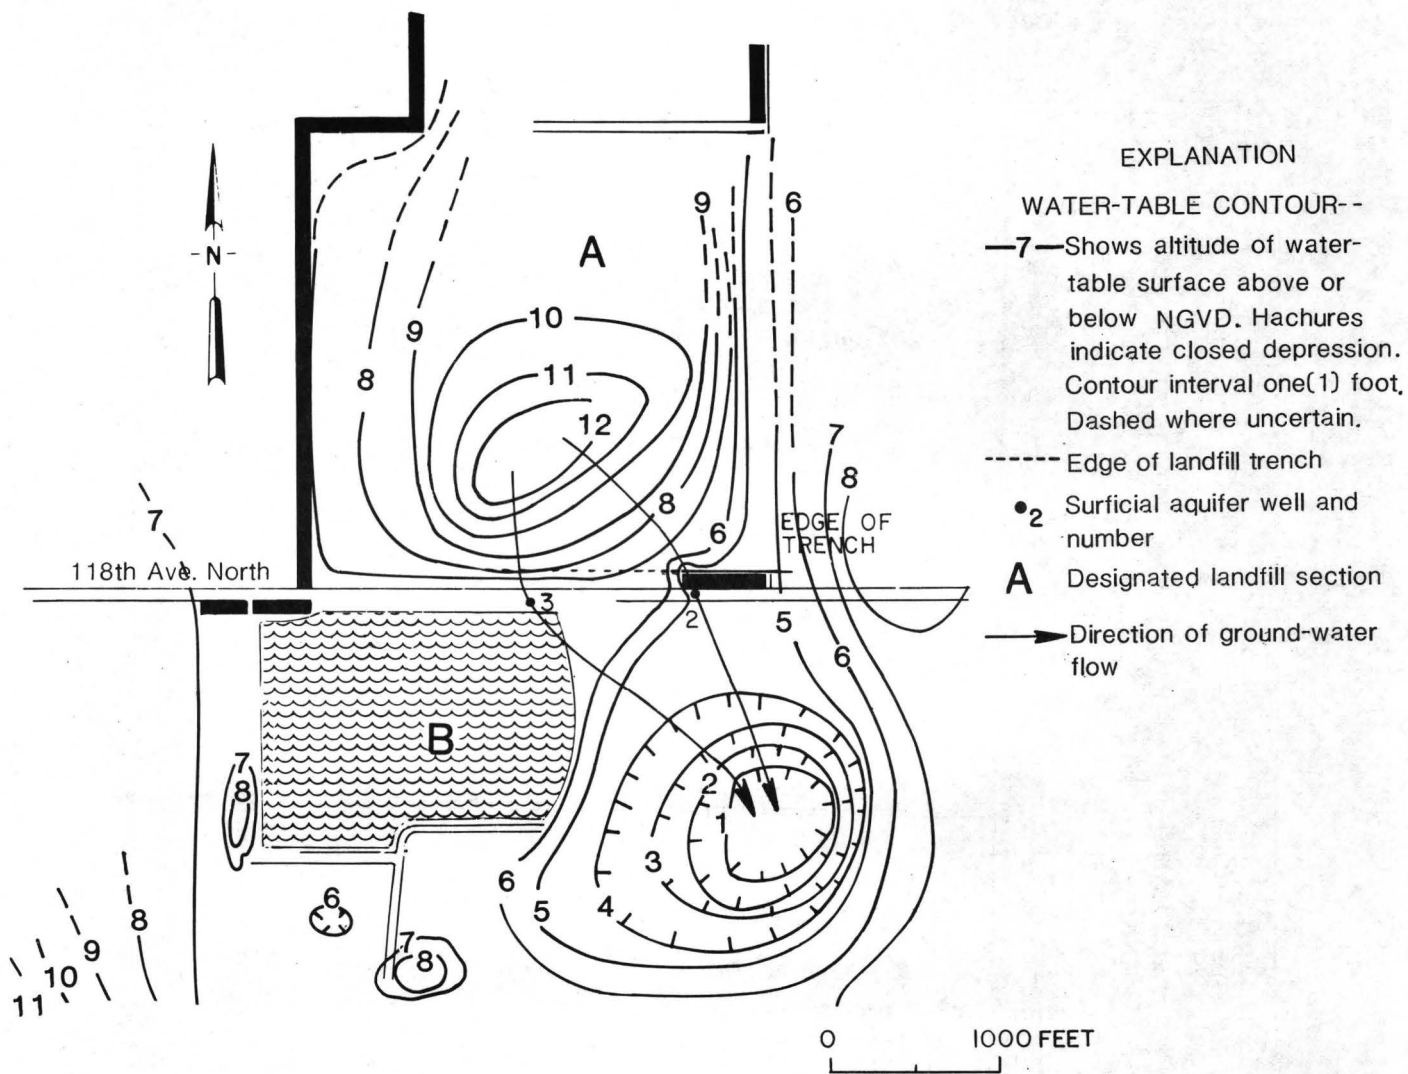 EXPLANATION
WATER-TABLE CONTOUR--
—7—Shows altitude of water-
table surface above or
below NGVD. Hachures
indicate closed depression.
Contour interval one(1) foot.
Dashed where uncertain.
Edge of landfill trench
2 Surficial aquifer well and
number
A Designated landfill section
Direction of ground-water
flow
-N-
A
9
6
10
9
11
8
12
7
8
7
8
6
EDGE OF
TRENCH
118th Ave. North
3
2
5
6
B
7
8
2
1
3
6
5
4
6
8
9
10
11
7
8
0 1000 FEET